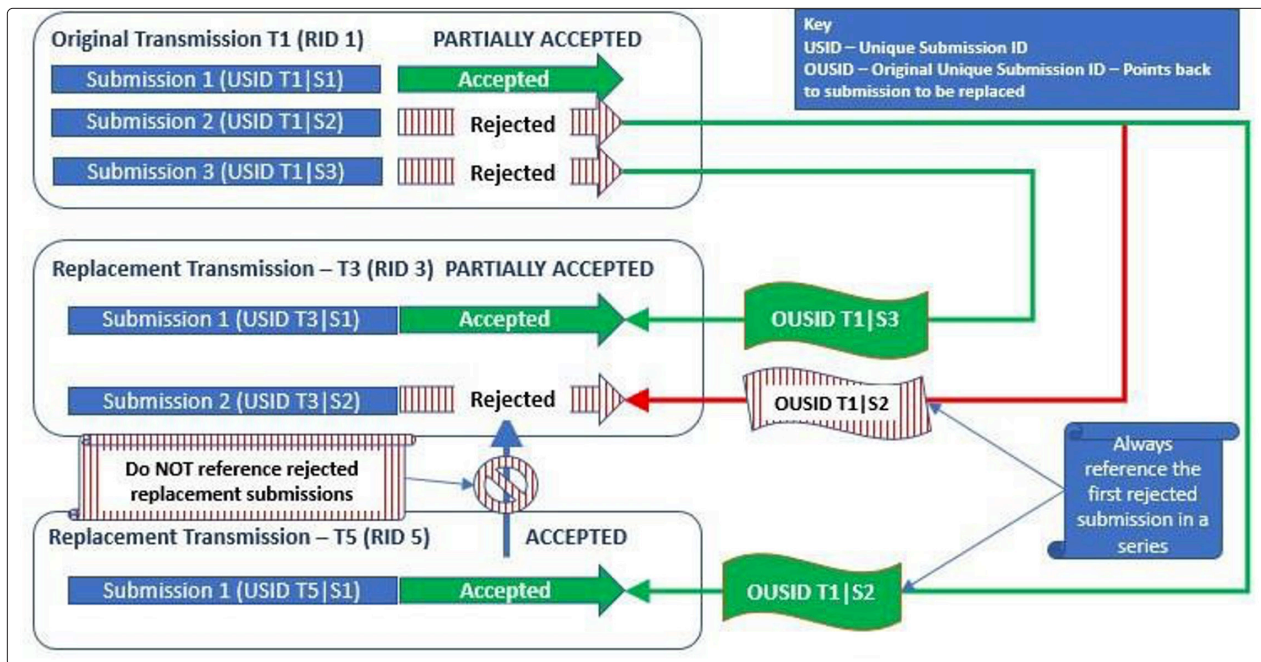 Original Transmission T1 (RID 1) PARTIALLY ACCEPTED
Submission 1 (USID T1|S1) Accepted
Submission 2 (USID T1|S2) Rejected
Submission 3 (USID T1|S3) Rejected
Key
USID – Unique Submission ID
OUSID – Original Unique Submission ID – Points back
to submission to be replaced
Replacement Transmission – T3 (RID 3) PARTIALLY ACCEPTED
Submission 1 (USID T3|S1) Accepted
OUSID T1|S3
Submission 2 (USID T3|S2) Rejected
OUSID T1|S2
Do NOT reference rejected
replacement submissions
Always
reference the
first rejected
submission in a
series
Replacement Transmission – T5 (RID 5) ACCEPTED
Submission 1 (USID T5|S1) Accepted
OUSID T1|S2